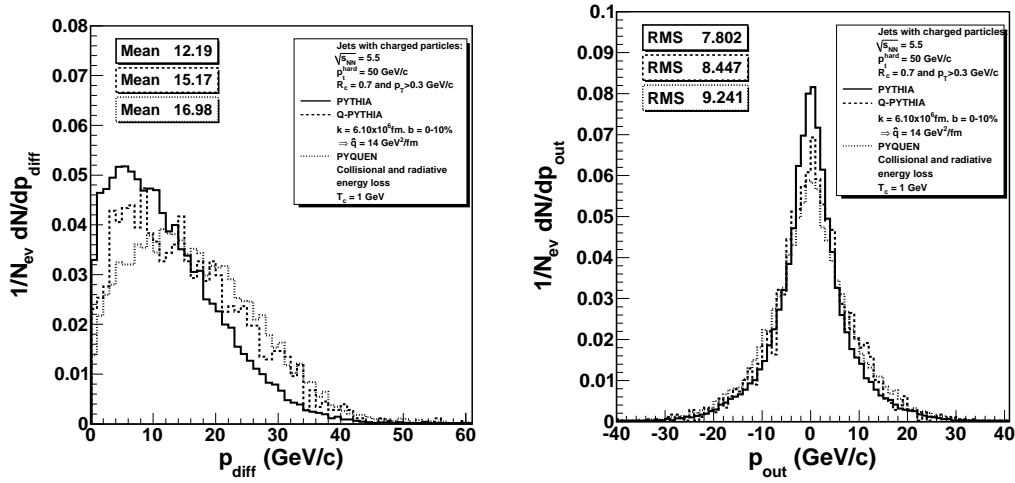 0.08
0.07
0.06
0.05
0.04
0.03
0.02
0.01
0
1/N_ev dN/dp_diff
Mean 12.19
Mean 15.17
Mean 16.98
Jets with charged particles:
√s_NN = 5.5
p_t^hard = 50 GeV/c
R_c = 0.7 and p_T>0.3 GeV/c
PYTHIA
Q-PYTHIA
k = 6.10x10^6fm. b = 0-10%
⇒ q̂ = 14 GeV^2/fm
PYQUEN
Collisional and radiative
energy loss
T_c = 1 GeV
0 10 20 30 40 50 60
p_diff (GeV/c)
0.1
0.09
0.08
0.07
0.06
0.05
0.04
0.03
0.02
0.01
0
1/N_ev dN/dp_out
RMS 7.802
RMS 8.447
RMS 9.241
Jets with charged particles:
√s_NN = 5.5
p_t^hard = 50 GeV/c
R_c = 0.7 and p_T>0.3 GeV/c
PYTHIA
Q-PYTHIA
k = 6.10x10^6fm. b = 0-10%
⇒ q̂ = 14 GeV^2/fm
PYQUEN
Collisional and radiative
energy loss
T_c = 1 GeV
-40 -30 -20 -10 0 10 20 30 40
p_out (GeV/c)